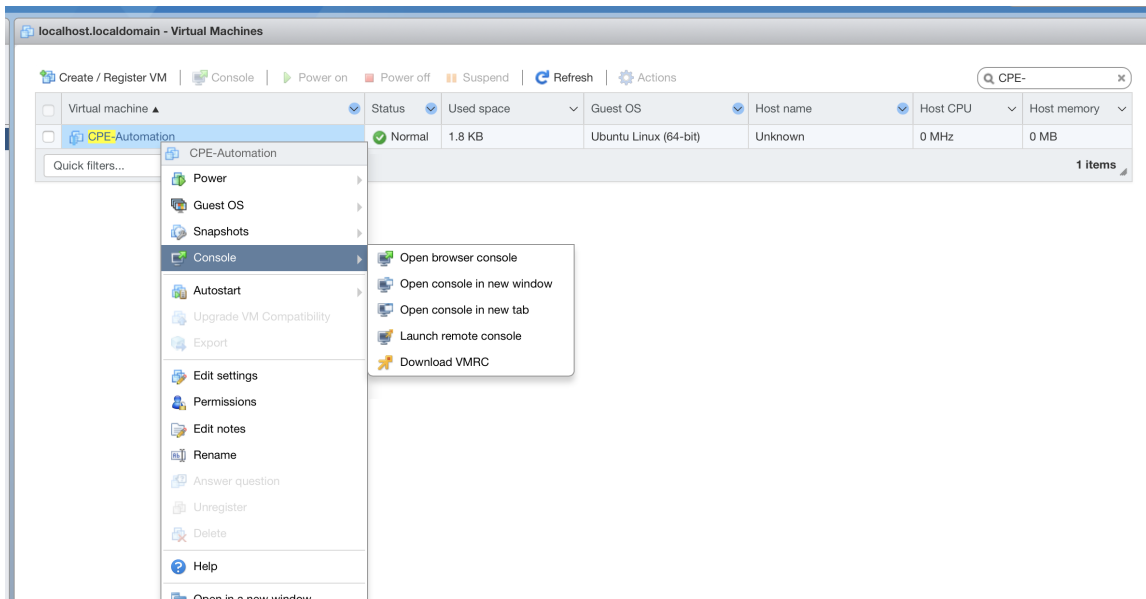 localhost.localdomain - Virtual Machines
Create / Register VM Console Power on Power off Suspend Refresh Actions CPE-
Virtual machine Status Used space Guest OS Host name Host CPU Host memory
CPE-Automation Normal 1.8 KB Ubuntu Linux (64-bit) Unknown 0 MHz 0 MB
Quick filters... 1 items
CPE-Automation
Power
Guest OS
Snapshots
Console
Open browser console
Open console in new window
Open console in new tab
Launch remote console
Download VMRC
Autostart
Upgrade VM Compatibility
Export
Edit settings
Permissions
Edit notes
Rename
Answer question
Unregister
Delete
Help
Open in a new window